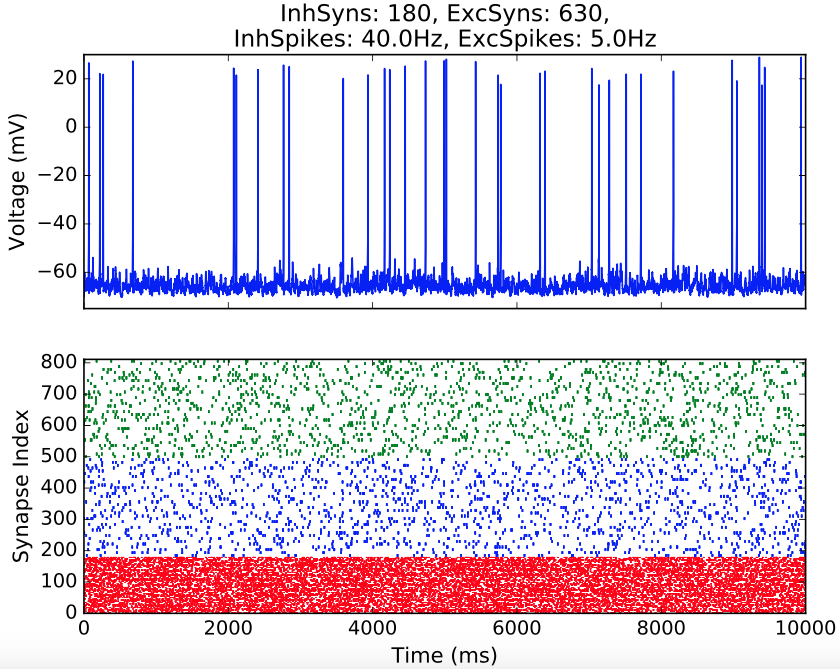 InhSyns: 180, ExcSyns: 630,
InhSpikes: 40.0Hz, ExcSpikes: 5.0Hz
Voltage (mV)
20
0
−20
−40
−60
Synapse Index
800
700
600
500
400
300
200
100
0
0 2000 4000 6000 8000 10000
Time (ms)